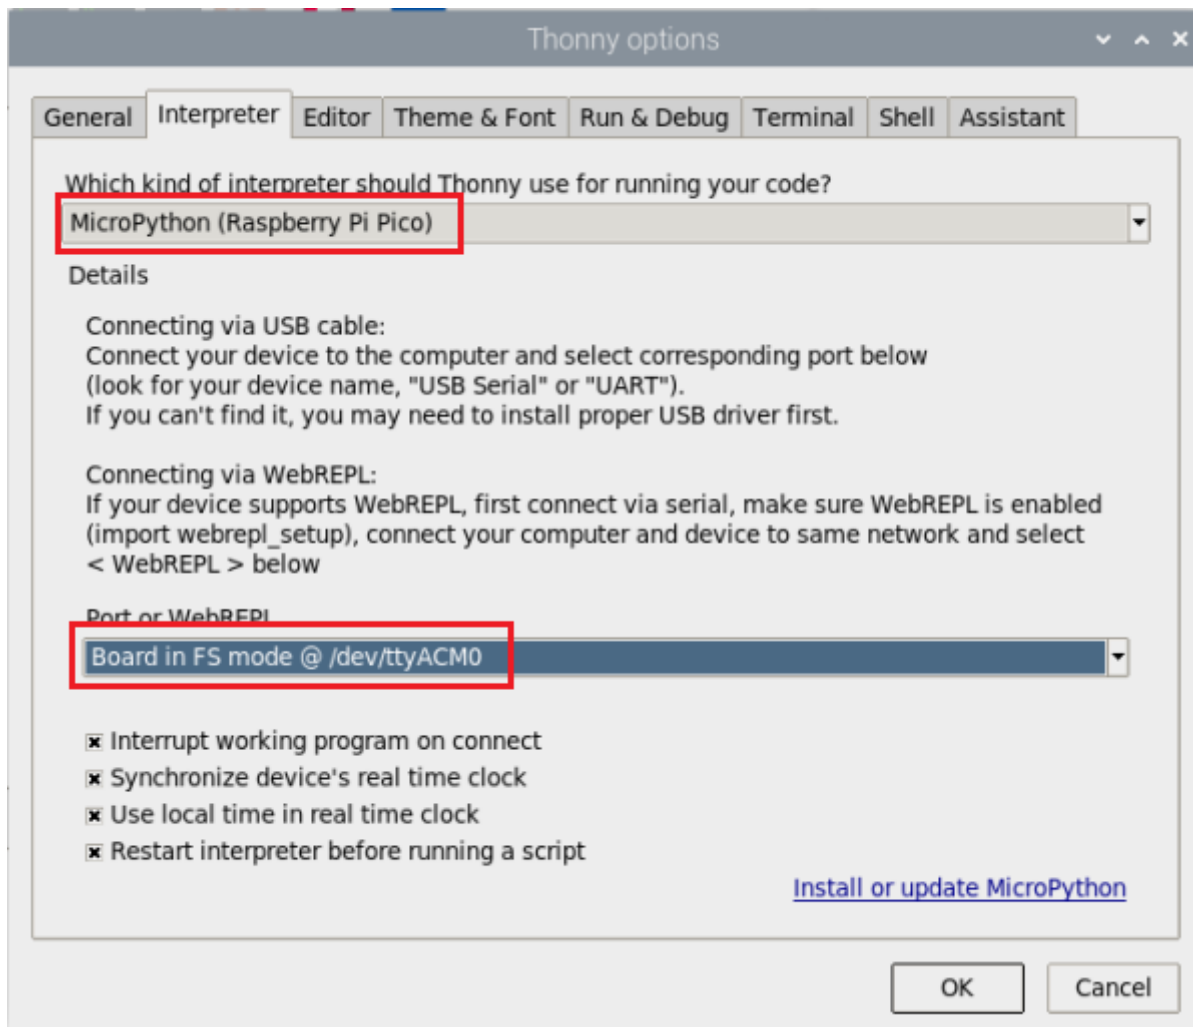 Thonny options
General Interpreter Editor Theme & Font Run & Debug Terminal Shell Assistant
Which kind of interpreter should Thonny use for running your code?
MicroPython (Raspberry Pi Pico)
Details
Connecting via USB cable:
Connect your device to the computer and select corresponding port below
(look for your device name, "USB Serial" or "UART").
If you can't find it, you may need to install proper USB driver first.
Connecting via WebREPL:
If your device supports WebREPL, first connect via serial, make sure WebREPL is enabled
(import webrepl_setup), connect your computer and device to same network and select
< WebREPL > below
Port or WebREPL
Board in FS mode @ /dev/ttyACM0
Interrupt working program on connect
Synchronize device's real time clock
Use local time in real time clock
Restart interpreter before running a script
Install or update MicroPython
OK Cancel